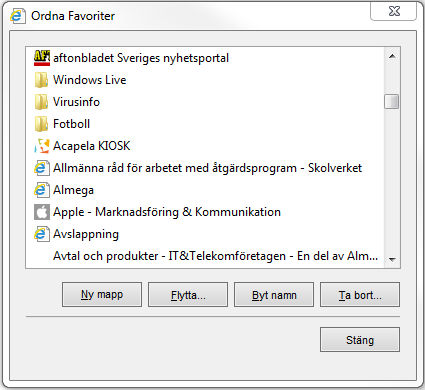 Ordna Favoriter
aftonbladet Sveriges nyhetsportal
Windows Live
Virusinfo
Fotboll
Acapela KIOSK
Allmänna råd för arbetet med åtgärdsprogram - Skolverket
Almega
Apple - Marknadsföring & Kommunikation
Avslappning
Avtal och produkter - IT&Telekomföretagen - En del av Alm...
Ny mapp Flytta... Byt namn Ta bort...
Stäng